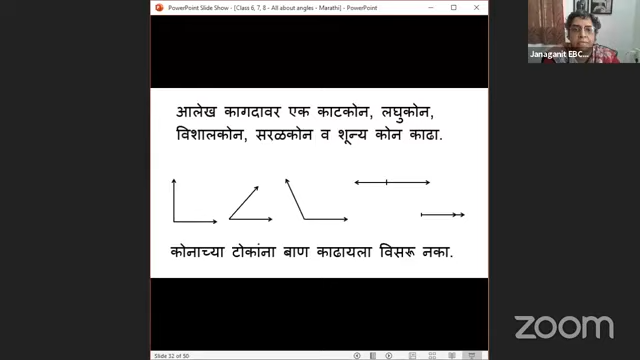 PowerPoint Slide Show - [Class 6, 7, 8 - All about angles - Marathi] - PowerPoint
Janaganit EBC...
आलेख कागदावर एक काटकोन, लघुकोन,
विशालकोन, सरळकोन व शून्य कोन काढा.
कोनाच्या टोकांना बाण काढायला विसरू नका.
Slide 32 of 50
zoom